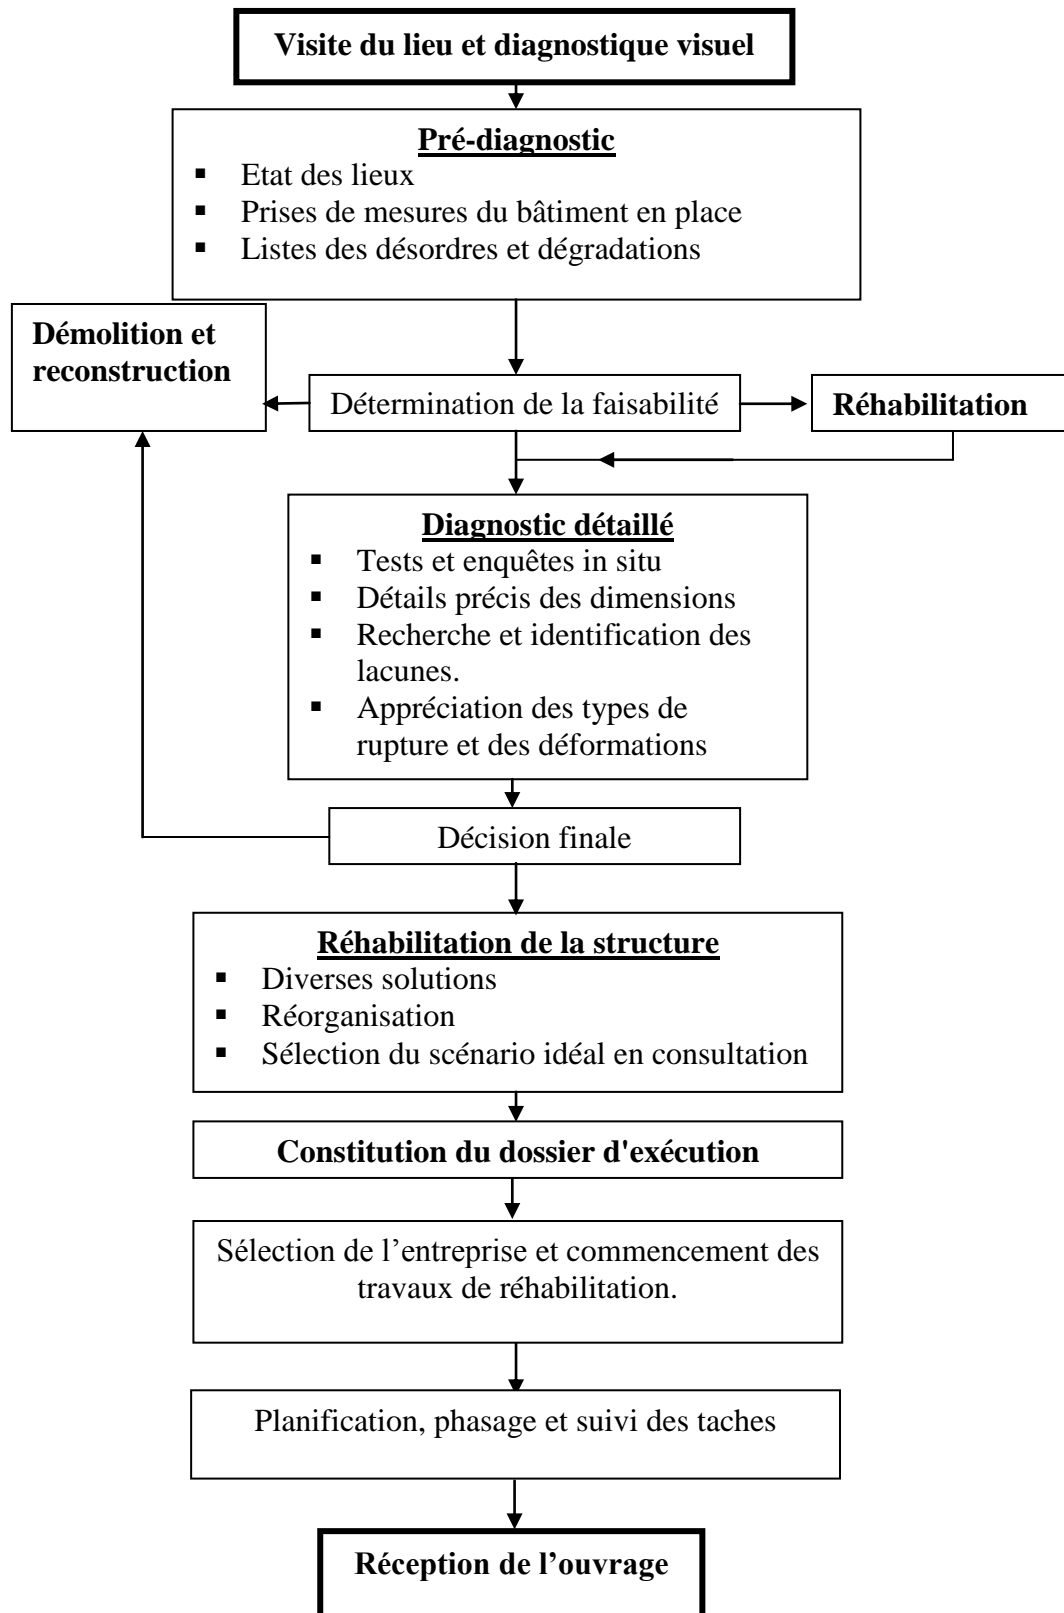 Visite du lieu et diagnostique visuel
Pré-diagnostic
▪ Etat des lieux
▪ Prises de mesures du bâtiment en place
▪ Listes des désordres et dégradations
Démolition et
reconstruction
Détermination de la faisabilité
Réhabilitation
Diagnostic détaillé
▪ Tests et enquêtes in situ
▪ Détails précis des dimensions
▪ Recherche et identification des
lacunes.
▪ Appréciation des types de
rupture et des déformations
Décision finale
Réhabilitation de la structure
▪ Diverses solutions
▪ Réorganisation
▪ Sélection du scénario idéal en consultation
Constitution du dossier d'exécution
Sélection de l’entreprise et commencement des
travaux de réhabilitation.
Planification, phasage et suivi des taches
Réception de l’ouvrage